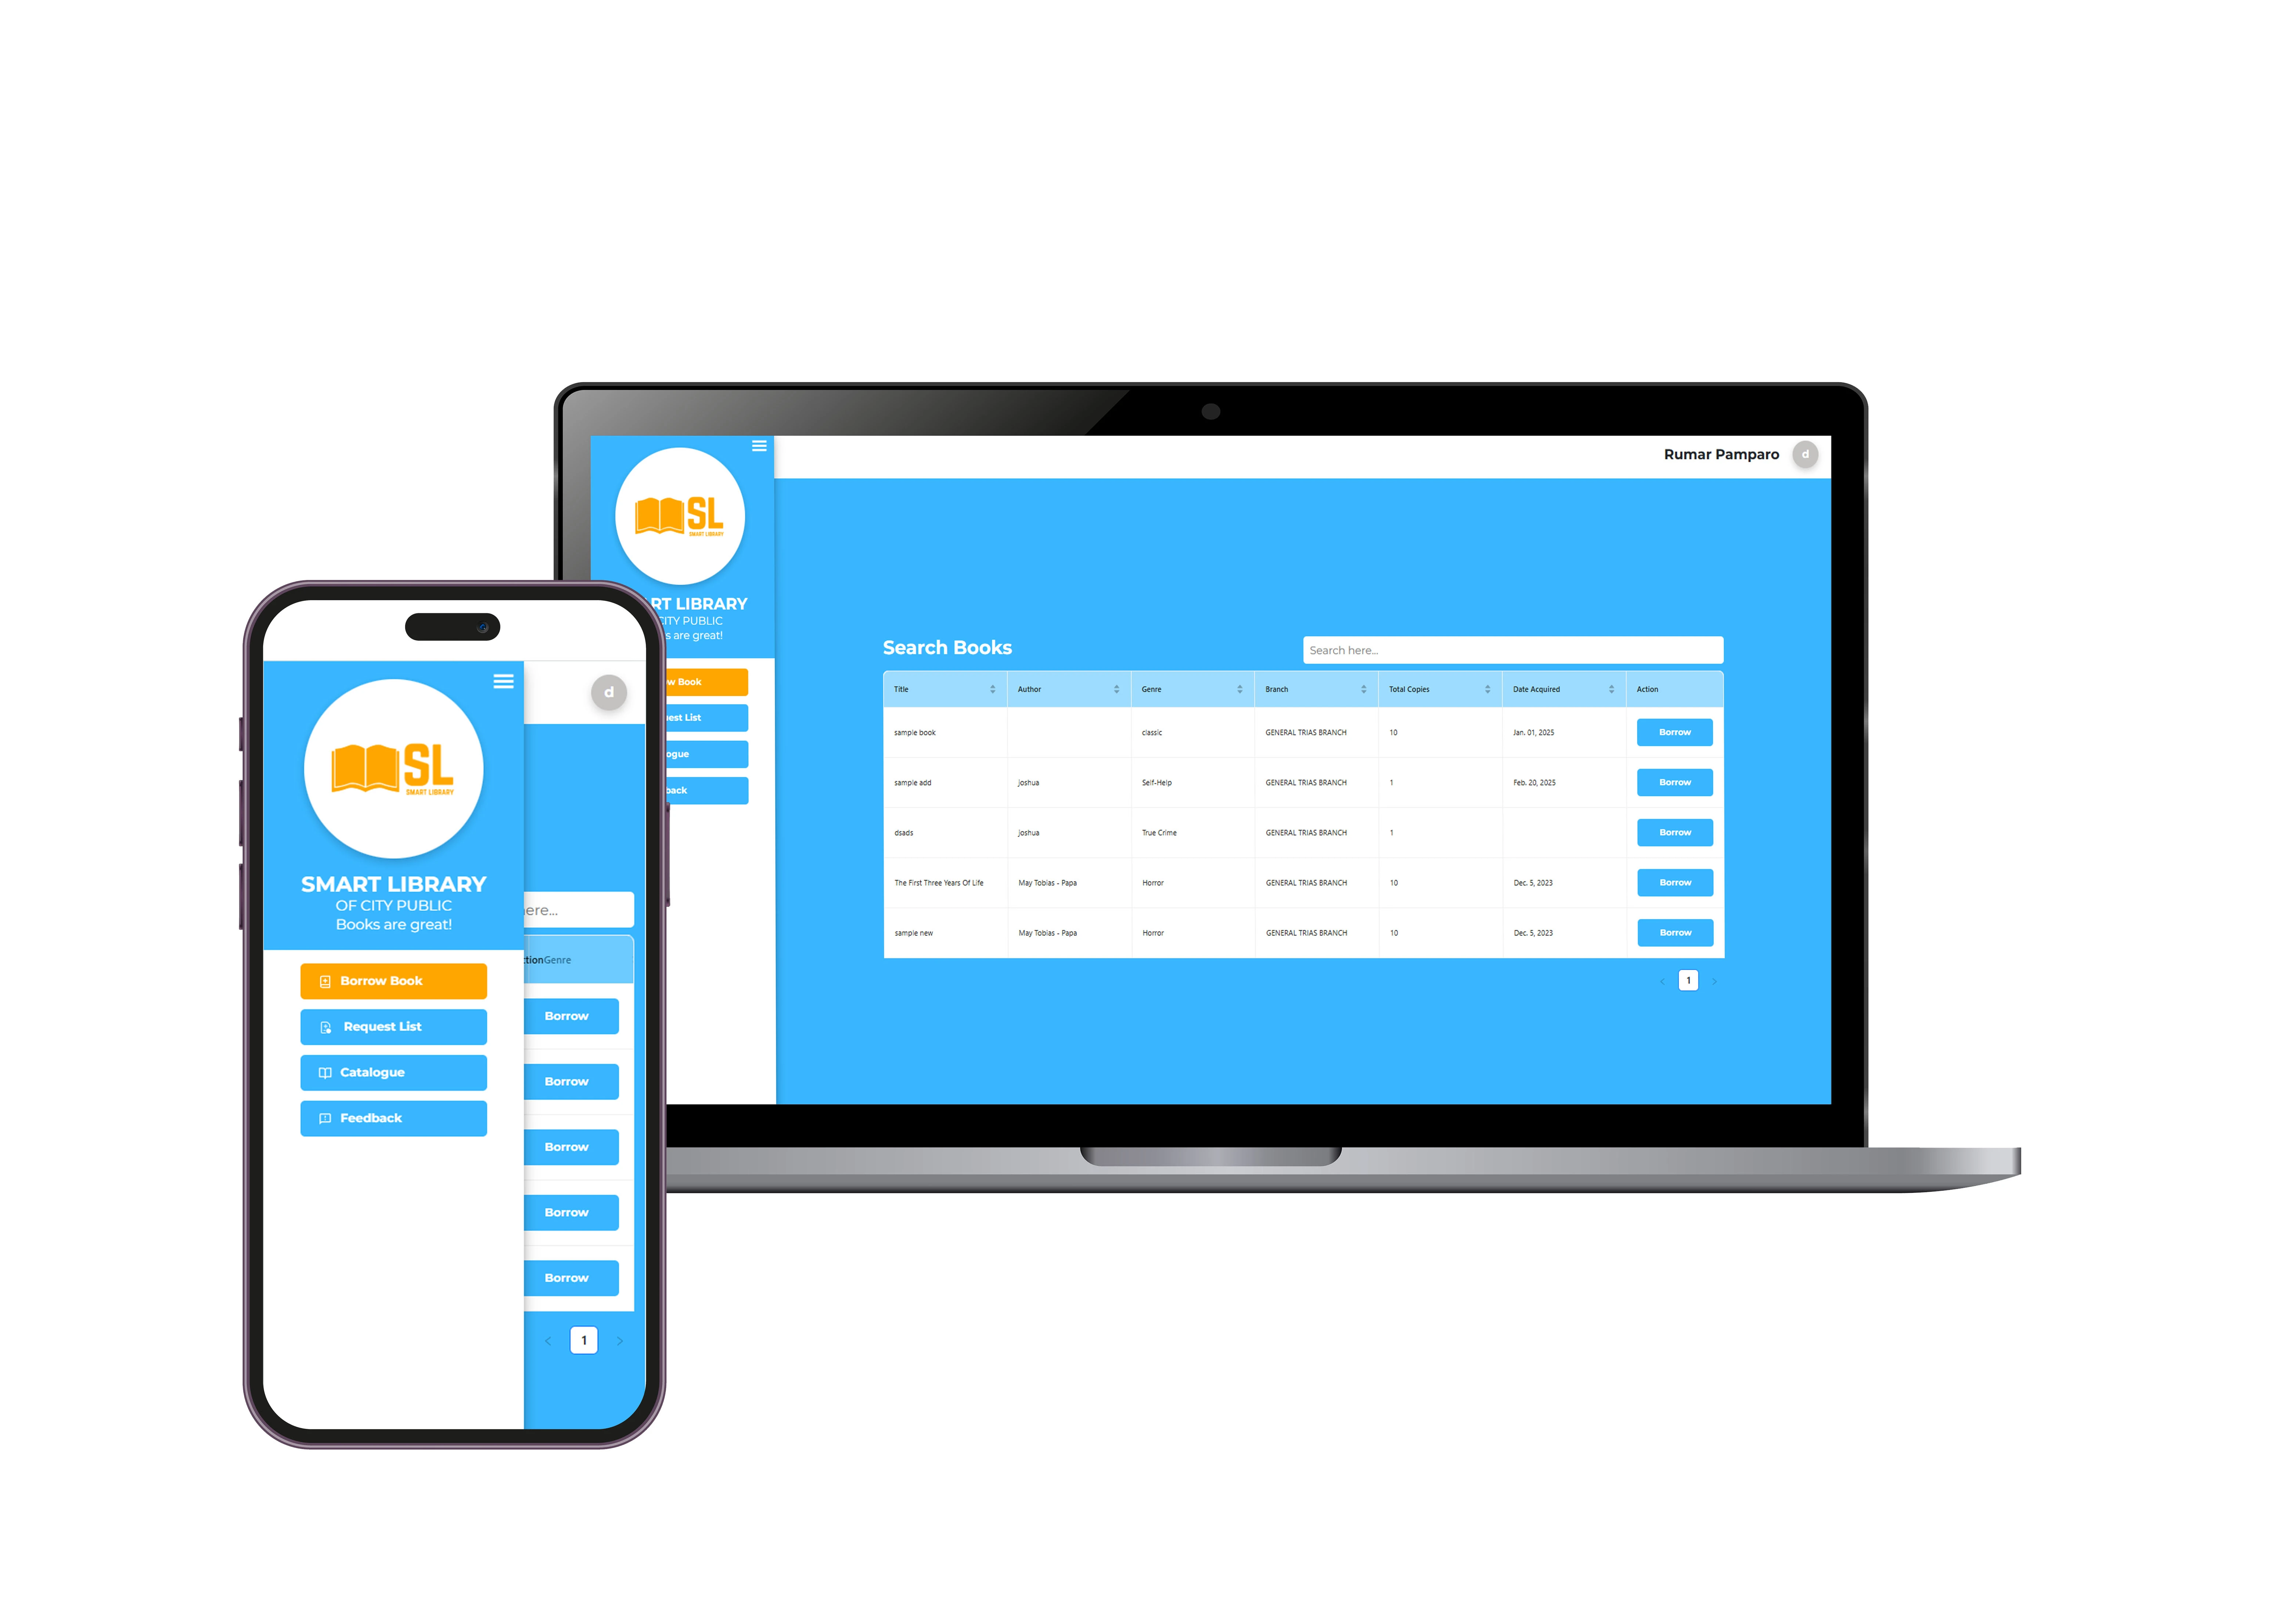 Rumar Pamparo
d
SL
SMART LIBRARY
RT LIBRARY
CITY PUBLIC
s are great!
w Book
est List
ogue
back
Search Books
Search here...
Title Author Genre Branch Total Copies Date Acquired Action
sample book classic GENERAL TRIAS BRANCH 10 Jan. 01, 2025 Borrow
sample add joshua Self-Help GENERAL TRIAS BRANCH 1 Feb. 20, 2025 Borrow
dsads joshua True Crime GENERAL TRIAS BRANCH 1 Borrow
The First Three Years Of Life May Tobias - Papa Horror GENERAL TRIAS BRANCH 10 Dec. 5, 2023 Borrow
sample new May Tobias - Papa Horror GENERAL TRIAS BRANCH 10 Dec. 5, 2023 Borrow
< 1 >
d
SL
SMART LIBRARY
SMART LIBRARY
OF CITY PUBLIC
Books are great!
Borrow Book
Request List
Catalogue
Feedback
ere...
tionGenre
Borrow
Borrow
Borrow
Borrow
Borrow
< 1 >